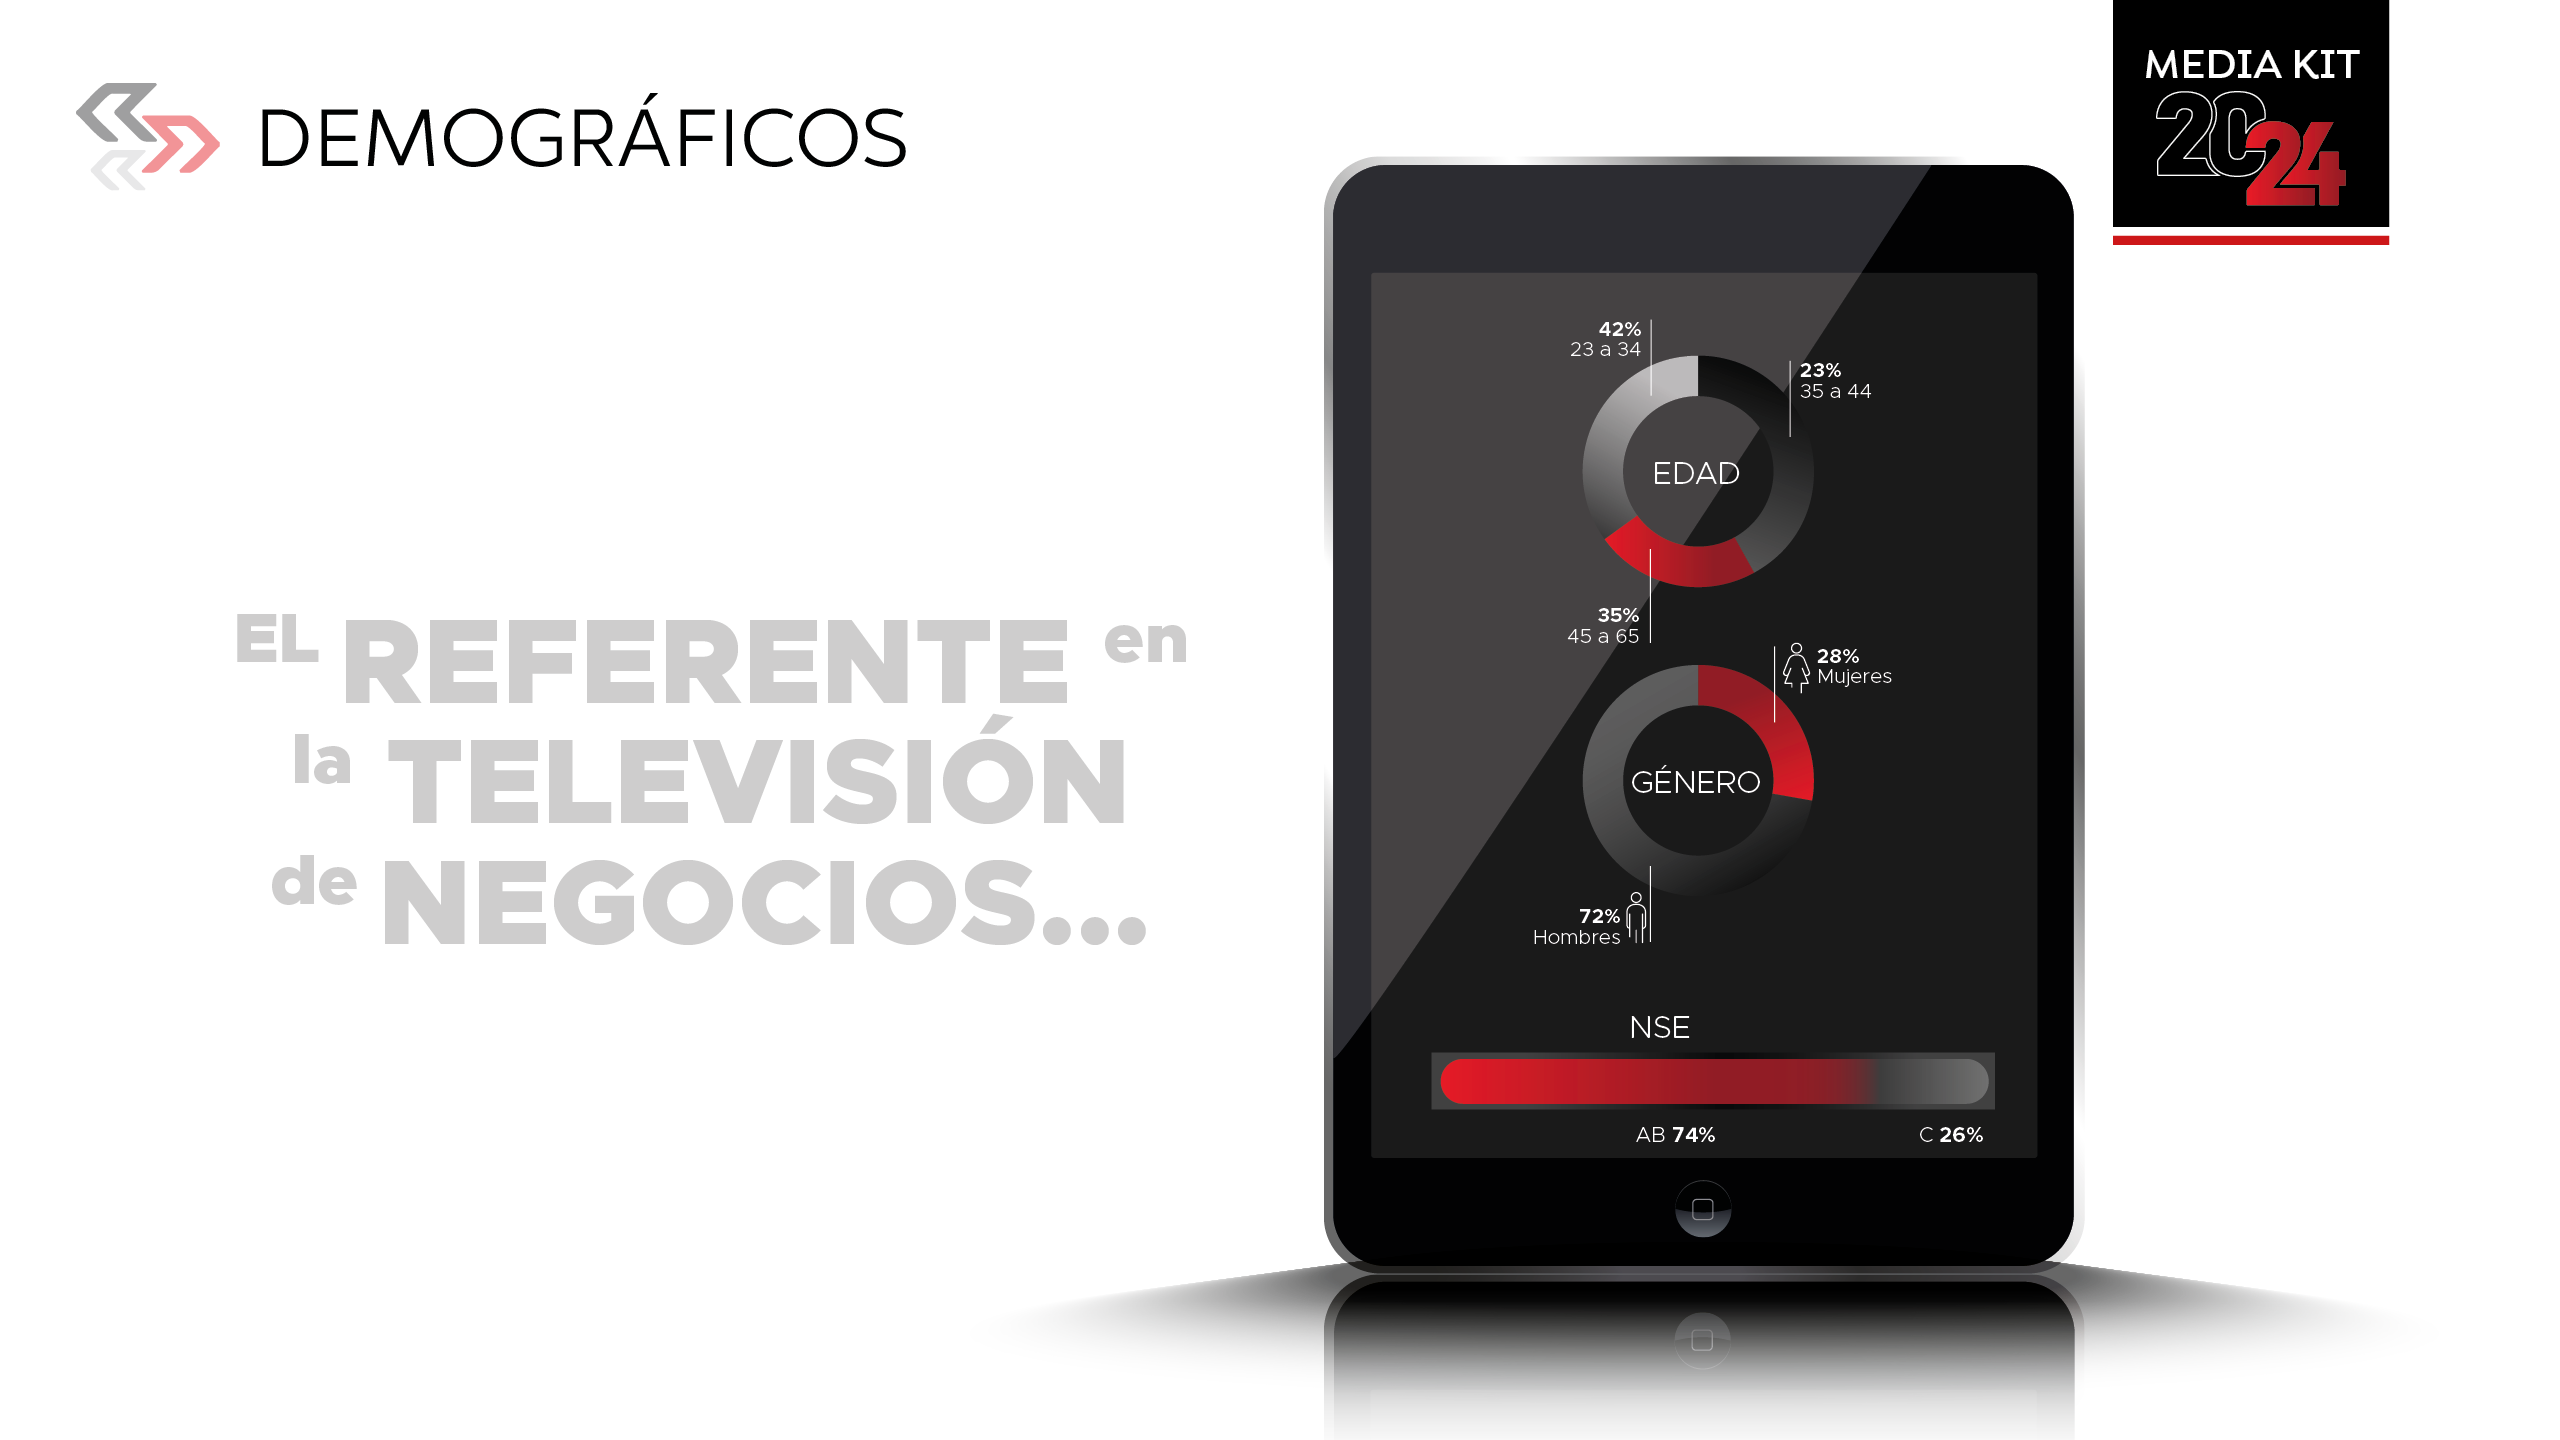 DEMOGRÁFICOS
MEDIA KIT
2024
EL REFERENTE en
la TELEVISIÓN
de NEGOCIOS...
42%
23 a 34
23%
35 a 44
EDAD
35%
45 a 65
28%
Mujeres
GÉNERO
72%
Hombres
NSE
AB 74%
C 26%